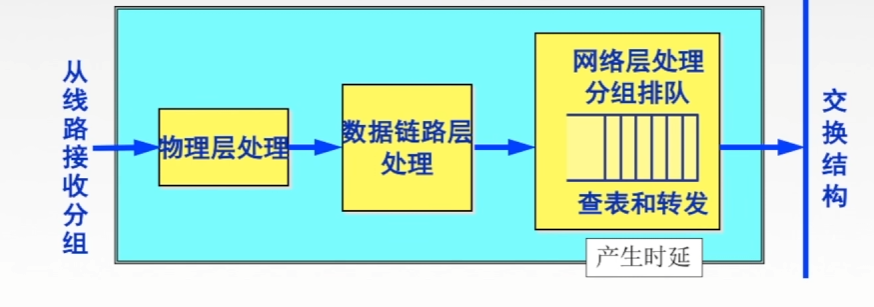 从线路接收分组
物理层处理
数据链路层
处理
网络层处理
分组排队
查表和转发
产生时延
交换结构